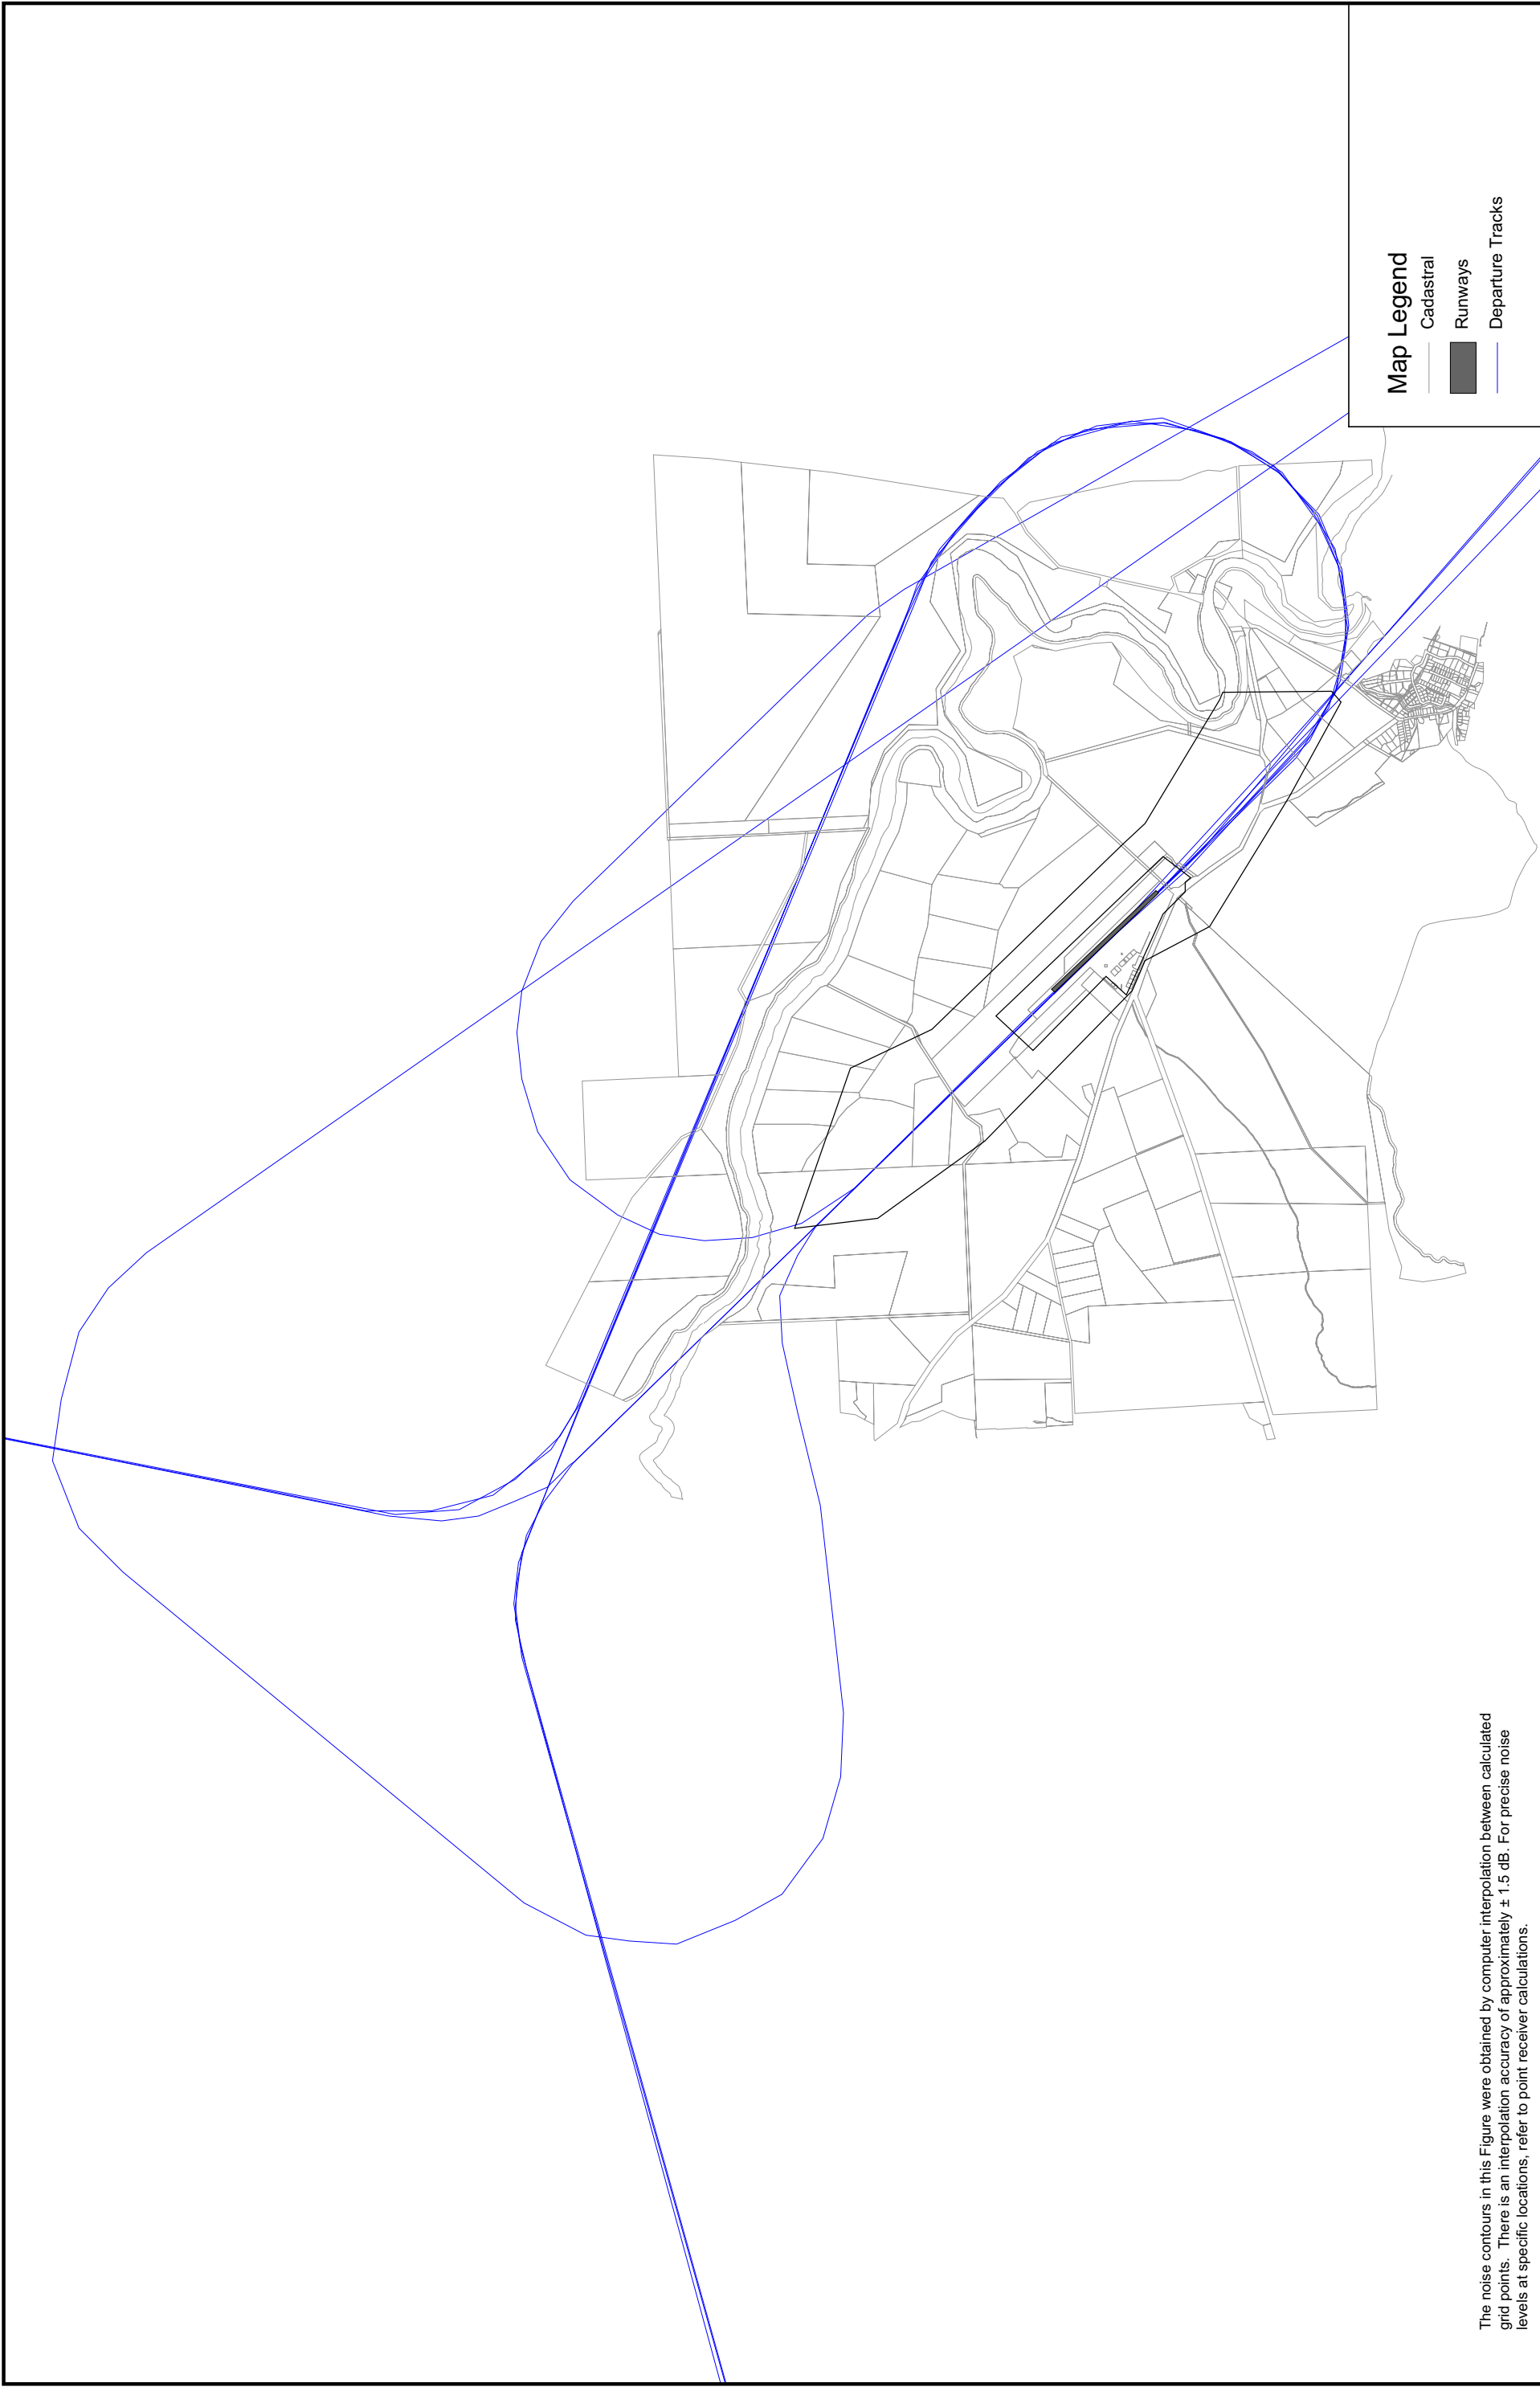 Map Legend
Cadastral
Runways
Departure Tracks
The noise contours in this Figure were obtained by computer interpolation between calculated
grid points. There is an interpolation accuracy of approximately ± 1.5 dB. For precise noise
levels at specific locations, refer to point receiver calculations.